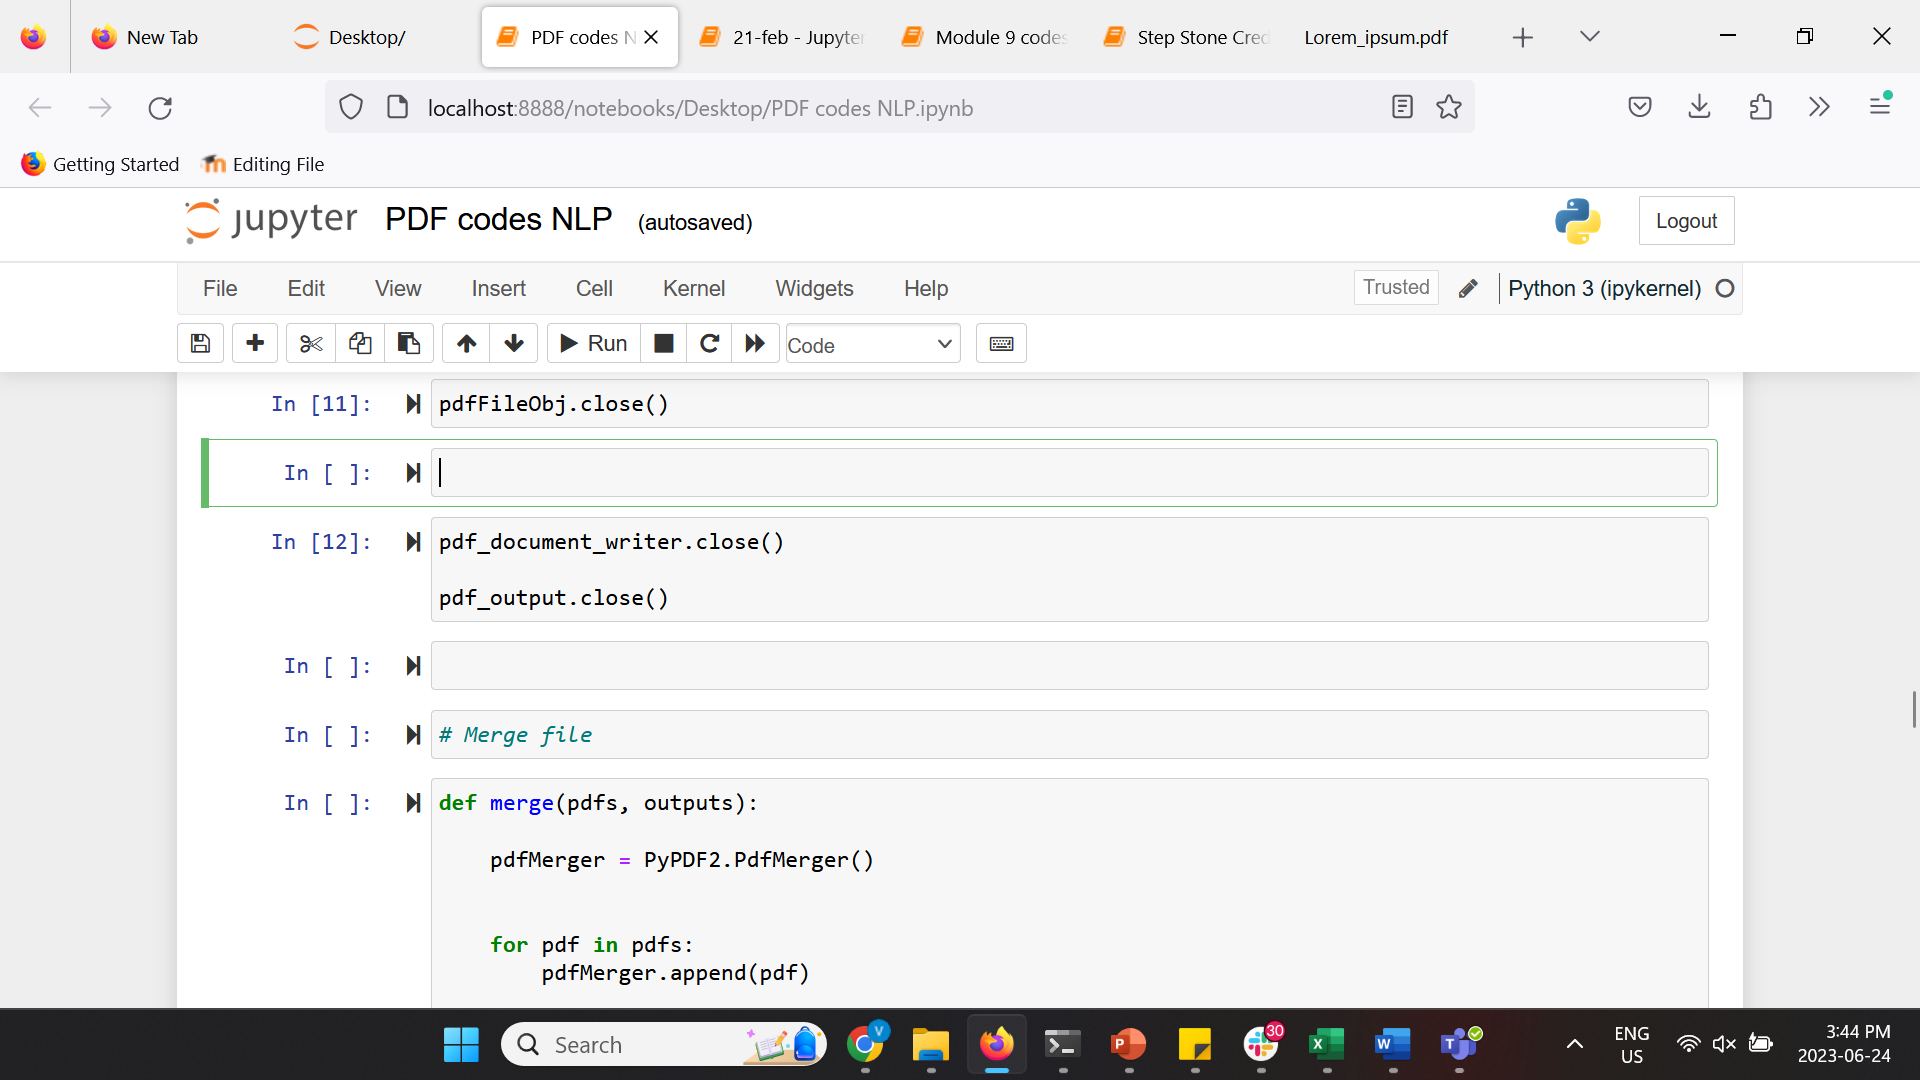 New Tab
Desktop/
PDF codes N
21-feb - Jupyter
Module 9 codes
Step Stone Cred
Lorem_ipsum.pdf
localhost:8888/notebooks/Desktop/PDF codes NLP.ipynb
Getting Started
Editing File
jupyter PDF codes NLP (autosaved)
Logout
File Edit View Insert Cell Kernel Widgets Help
Trusted
Python 3 (ipykernel)
Run
Code
In [11]: pdfFileObj.close()
In [ ]:
In [12]: pdf_document_writer.close()
pdf_output.close()
In [ ]:
In [ ]: # Merge file
In [ ]: def merge(pdfs, outputs):
pdfMerger = PyPDF2.PdfMerger()
for pdf in pdfs:
pdfMerger.append(pdf)
Search
V
P
30
X
W
T
ENG
US
3:44 PM
2023-06-24